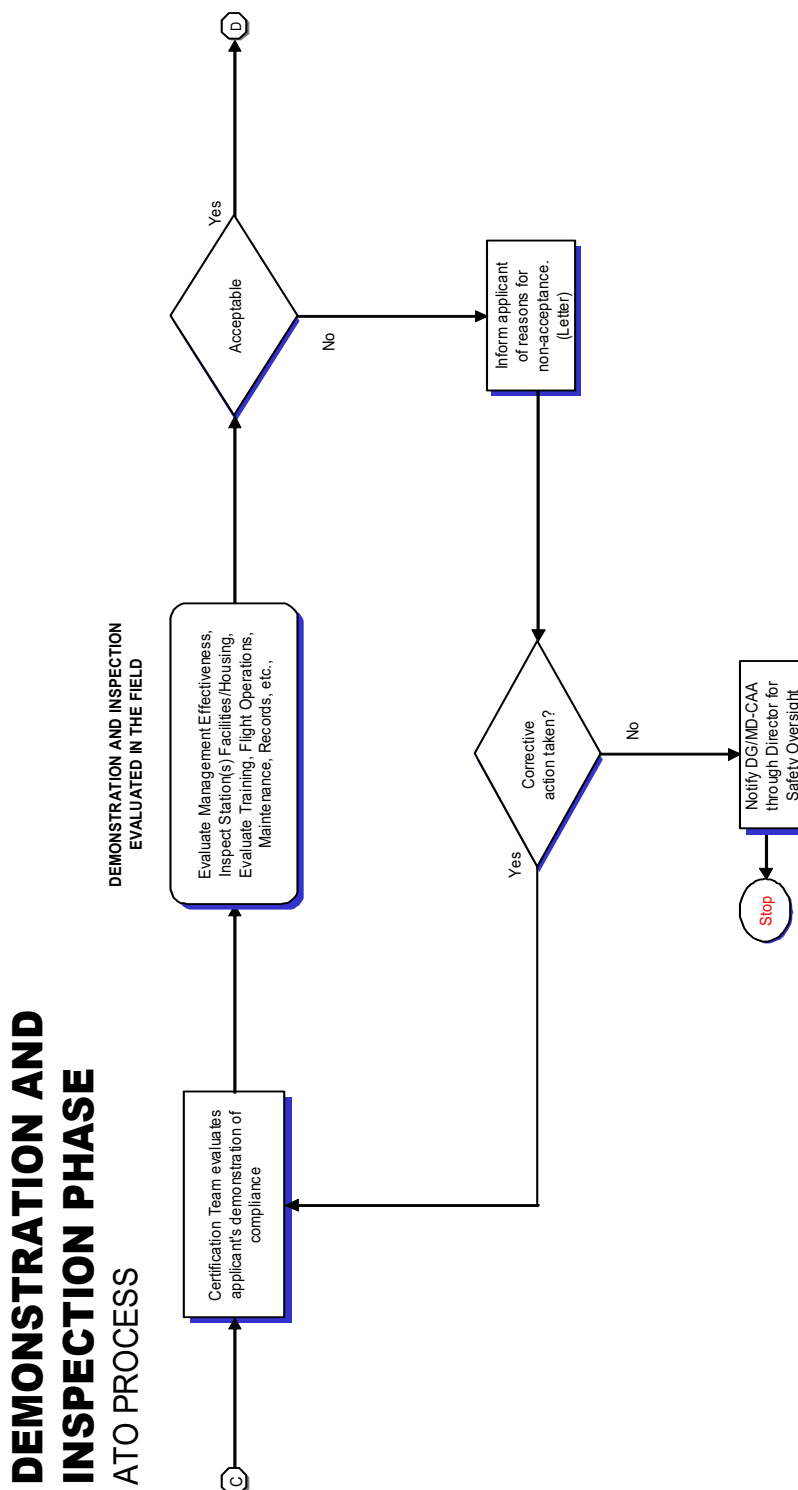 DEMONSTRATION AND
INSPECTION PHASE
ATO PROCESS
C
Certification Team evaluates
applicant's demonstration of
compliance
DEMONSTRATION AND INSPECTION
EVALUATED IN THE FIELD
Evaluate Management Effectiveness,
Inspect Station(s) Facilities/Housing,
Evaluate Training, Flight Operations,
Maintenance, Records, etc.,
Acceptable
Yes
D
No
Inform applicant
of reasons for
non-acceptance.
(Letter)
Corrective
action taken?
Yes
No
Notify DG/MD-CAA
through Director for
Safety Oversight
Stop